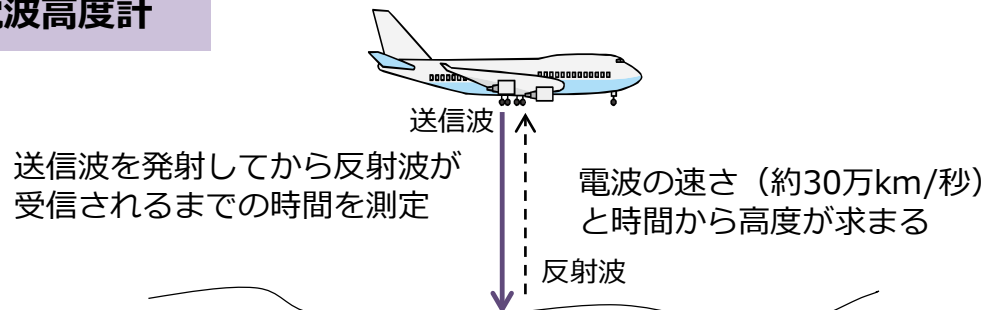 電波高度計
送信波
送信波を発射してから反射波が
受信されるまでの時間を測定
電波の速さ（約30万km/秒）
と時間から高度が求まる
反射波